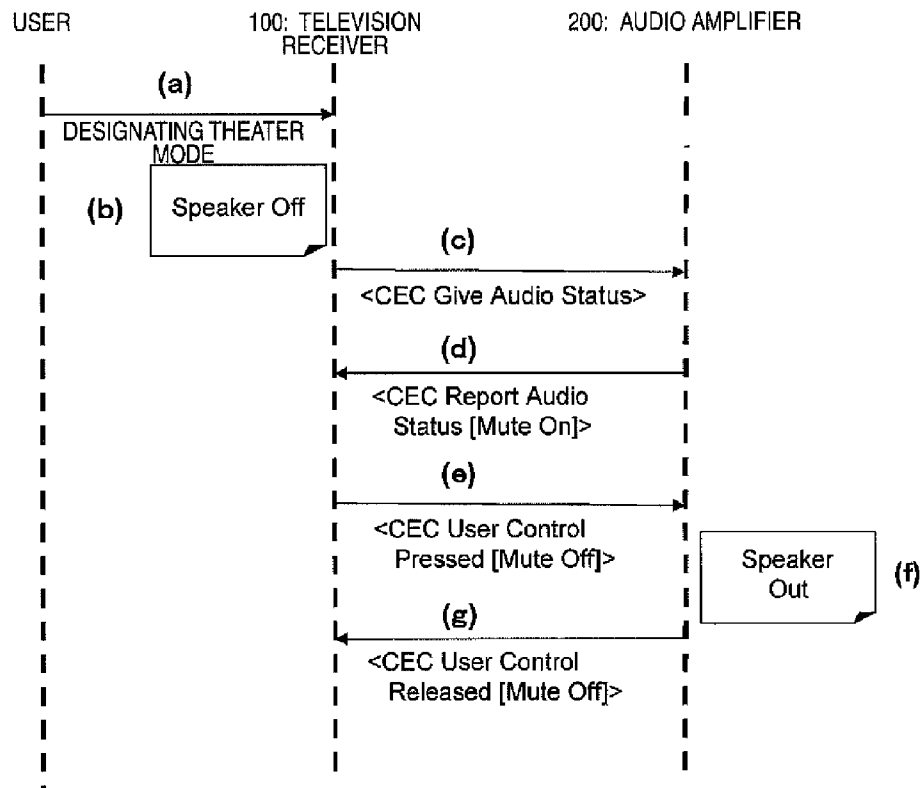 USER
100: TELEVISION
RECEIVER
200: AUDIO AMPLIFIER
(a)
DESIGNATING THEATER
MODE
(b)
Speaker Off
(c)
<CEC Give Audio Status>
(d)
<CEC Report Audio
Status [Mute On]>
(e)
<CEC User Control
Pressed [Mute Off]>
Speaker
Out
(f)
(g)
<CEC User Control
Released [Mute Off]>